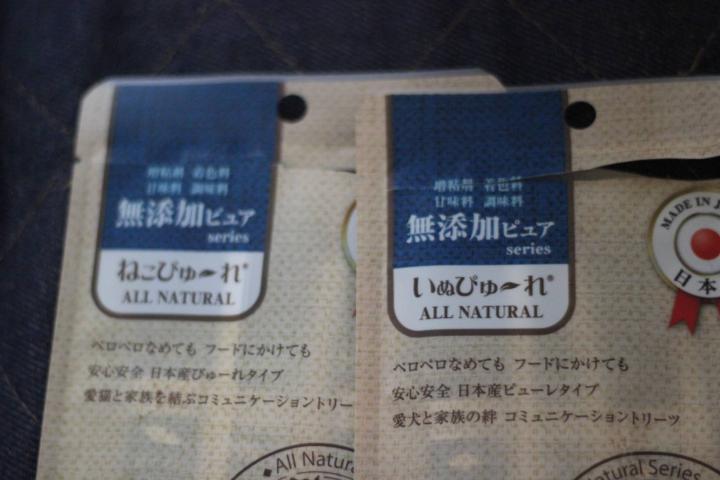 増粘剤 着色料
甘味料 調味料
無添加ピュア
series
ねこぴゅーれ®
ALL NATURAL
ペロペロなめても フードにかけても
安心安全 日本産ぴゅーれタイプ
愛猫と家族を結ぶコミュニケーショントリー
All Natura
増粘剤 着色料
甘味料 調味料
無添加ピュア
series
いぬぴゅーれ®
ALL NATURAL
MADE IN J
日本
ペロペロなめても フードにかけても
安心安全 日本産ピューレタイプ
愛犬と家族の絆 コミュニケーショントリーツ
tural Series